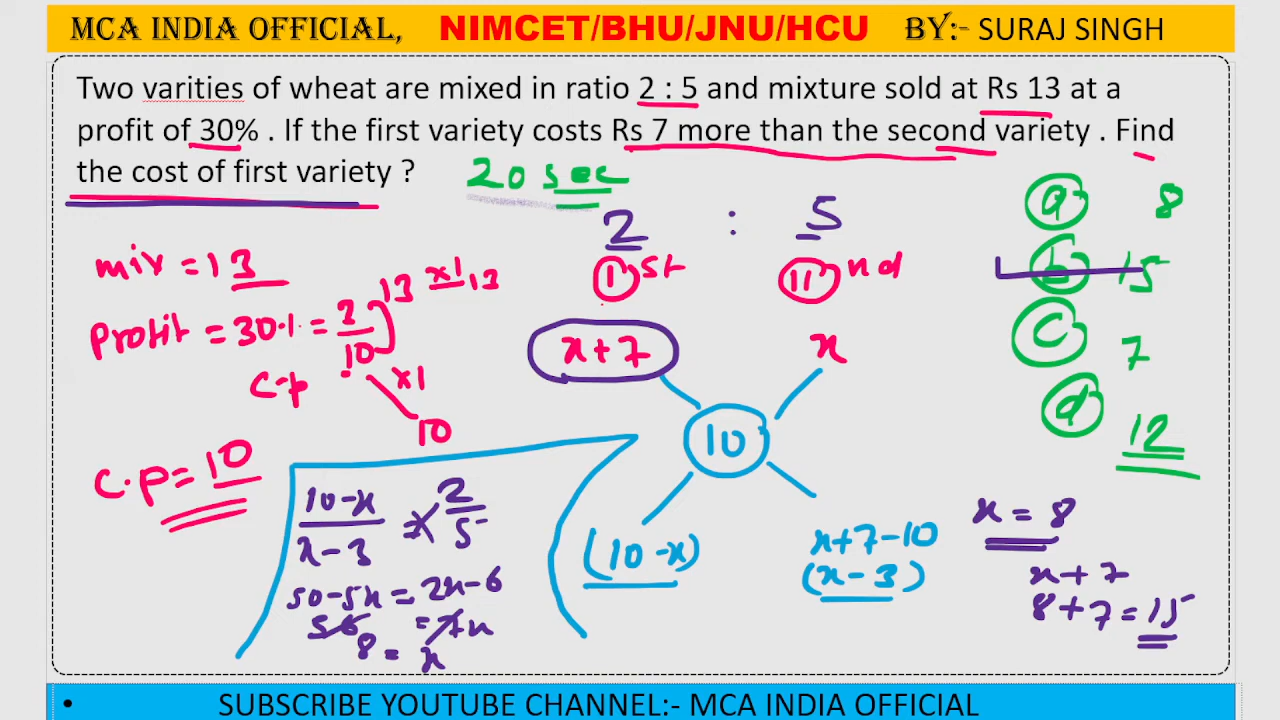 MCA INDIA OFFICIAL, NIMCET/BHU/JNU/HCU BY:- SURAJ SINGH
Two varities of wheat are mixed in ratio 2 : 5 and mixture sold at Rs 13 at a
profit of 30% . If the first variety costs Rs 7 more than the second variety . Find
the cost of first variety ?
20 sec
2 : 5
1 st
11 nd
x+7
x
10
(10-x)
x+7-10
(x-3)
mix = 13
Profit = 30% = 3/10
13 x1 13
C-P
x1
10
C.P = 10
10-x / x-3 = 2/5
50-5x = 2x-6
56 = 7x
8 = x
a 8
b 15
c 7
d 12
x = 8
x+7
8+7 = 15
• SUBSCRIBE YOUTUBE CHANNEL:- MCA INDIA OFFICIAL